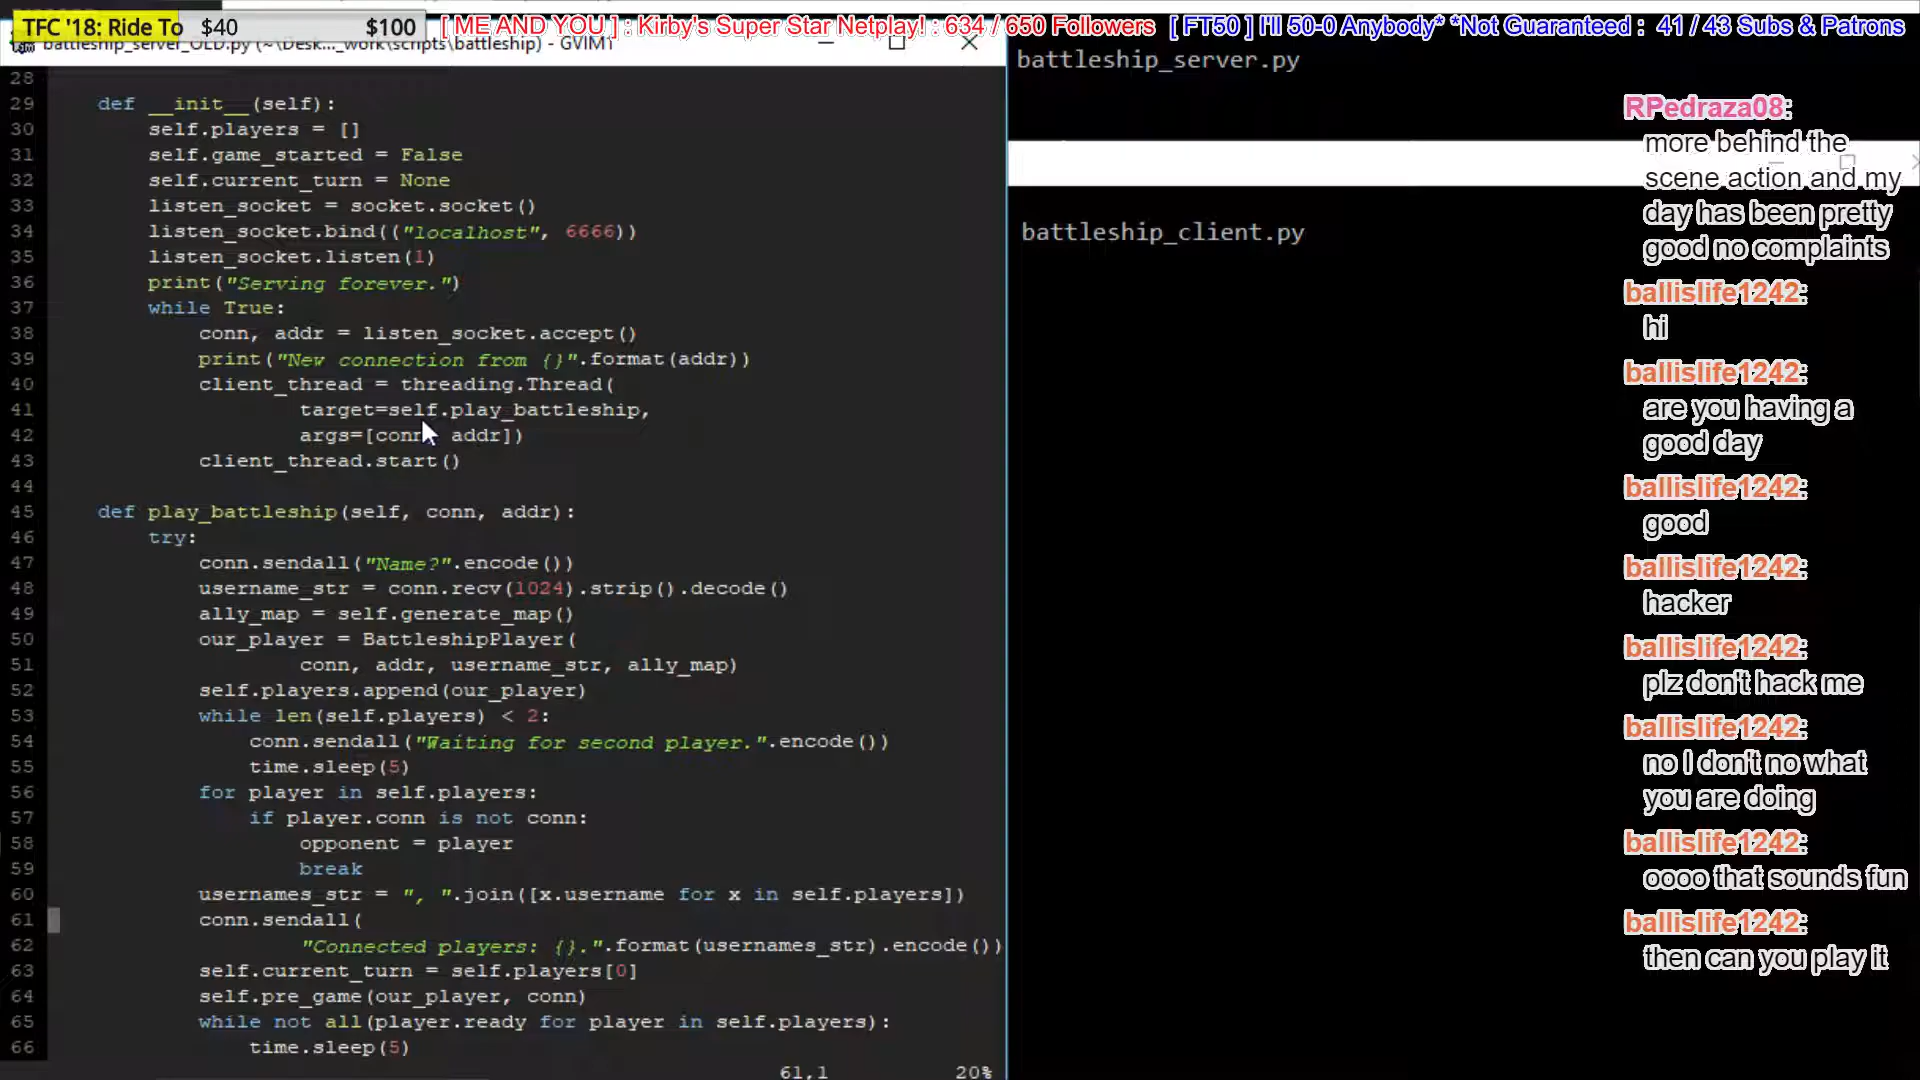 TFC '18: Ride To $40 $100 [ ME AND YOU ] : Kirby's Super Star Netplay! : 634 / 650 Followers [ FT50 ] I'll 50-0 Anybody* *Not Guaranteed : 41 / 43 Subs & Patrons
battleship_server_OLD.py (~\Desk..._work\scripts\battleship) - GVIM1
28
29 def __init__(self):
30 self.players = []
31 self.game_started = False
32 self.current_turn = None
33 listen_socket = socket.socket()
34 listen_socket.bind(("localhost", 6666))
35 listen_socket.listen(1)
36 print("Serving forever.")
37 while True:
38 conn, addr = listen_socket.accept()
39 print("New connection from {}".format(addr))
40 client_thread = threading.Thread(
41 target=self.play_battleship,
42 args=[conn, addr])
43 client_thread.start()
44
45 def play_battleship(self, conn, addr):
46 try:
47 conn.sendall("Name?".encode())
48 username_str = conn.recv(1024).strip().decode()
49 ally_map = self.generate_map()
50 our_player = BattleshipPlayer(
51 conn, addr, username_str, ally_map)
52 self.players.append(our_player)
53 while len(self.players) < 2:
54 conn.sendall("Waiting for second player.".encode())
55 time.sleep(5)
56 for player in self.players:
57 if player.conn is not conn:
58 opponent = player
59 break
60 usernames_str = ", ".join([x.username for x in self.players])
61 conn.sendall(
62 "Connected players: {}.".format(usernames_str).encode())
63 self.current_turn = self.players[0]
64 self.pre_game(our_player, conn)
65 while not all(player.ready for player in self.players):
66 time.sleep(5)
61,1 20%
battleship_server.py
battleship_client.py
RPedraza08:
more behind the
scene action and my
day has been pretty
good no complaints
ballislife1242:
hi
ballislife1242:
are you having a
good day
ballislife1242:
good
ballislife1242:
hacker
ballislife1242:
plz don't hack me
ballislife1242:
no I don't no what
you are doing
ballislife1242:
oooo that sounds fun
ballislife1242:
then can you play it